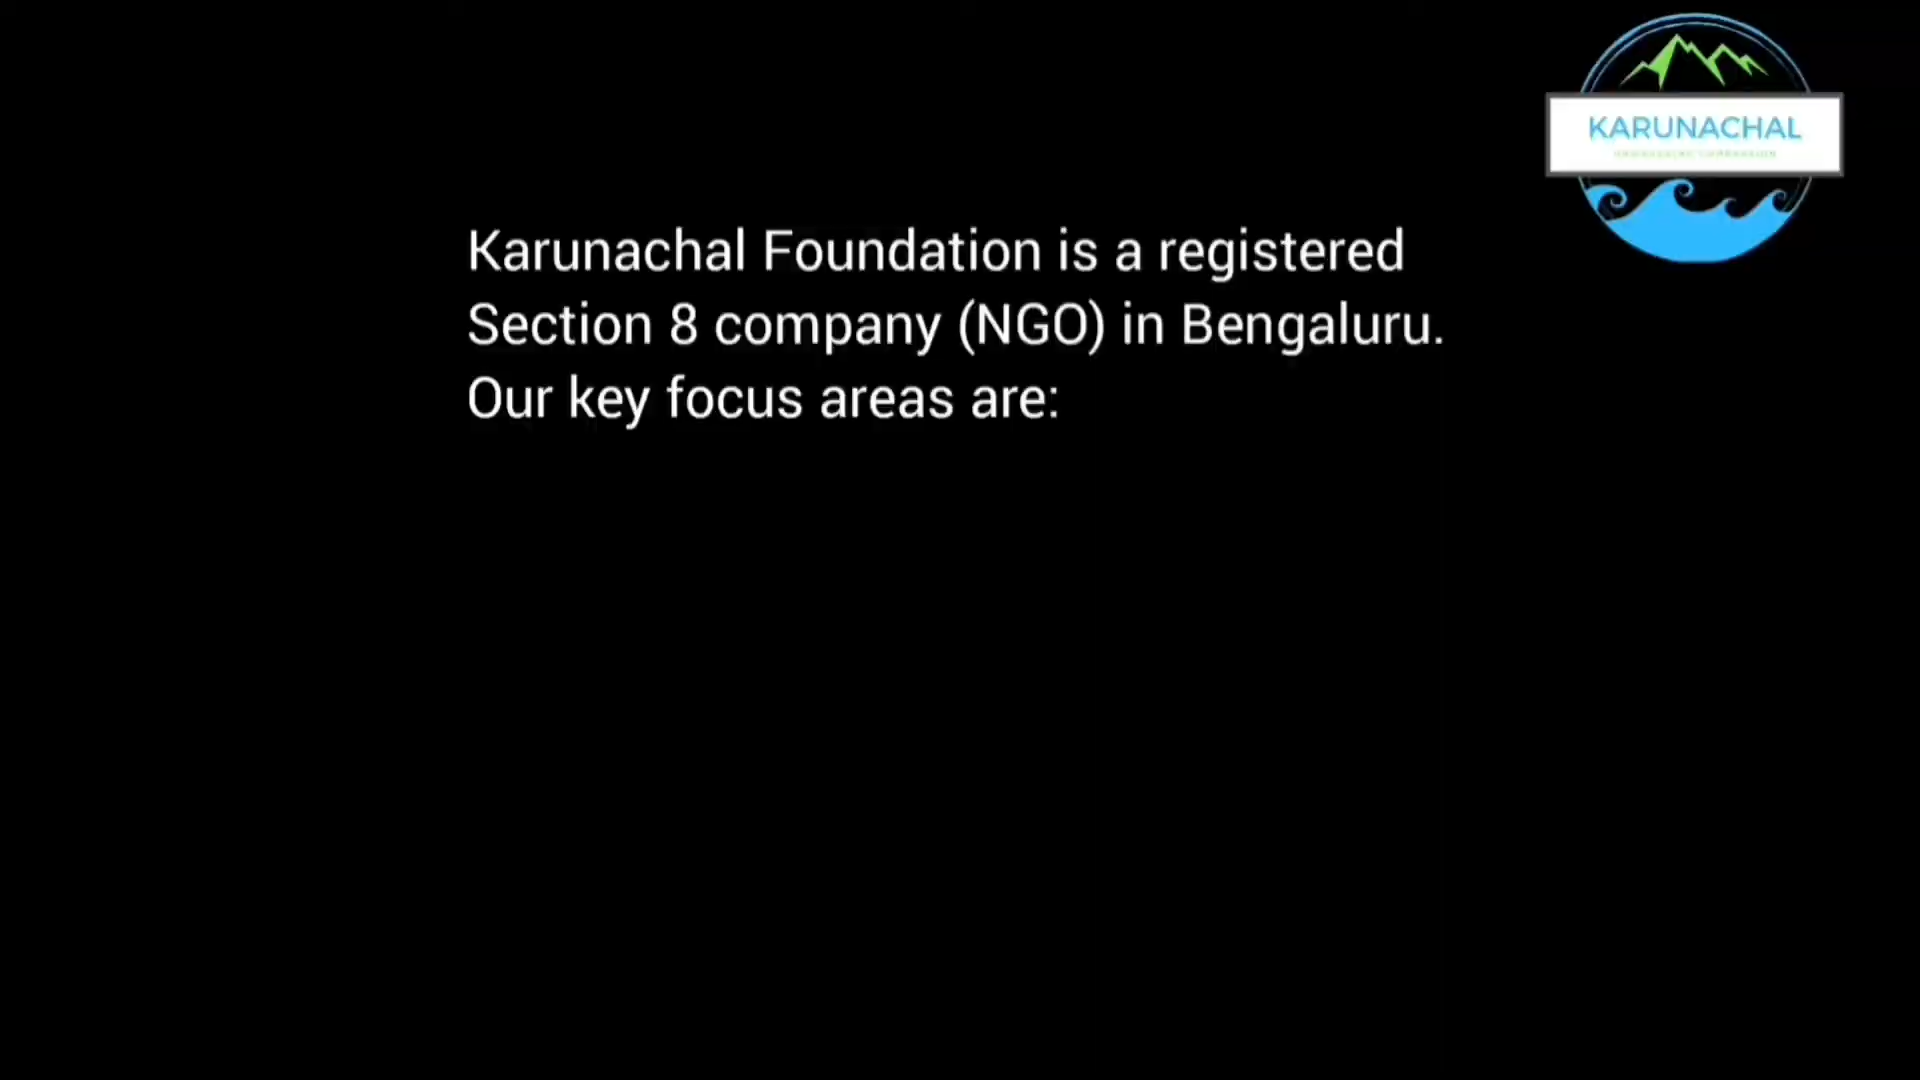 KARUNACHAL
Karunachal Foundation is a registered
Section 8 company (NGO) in Bengaluru.
Our key focus areas are: